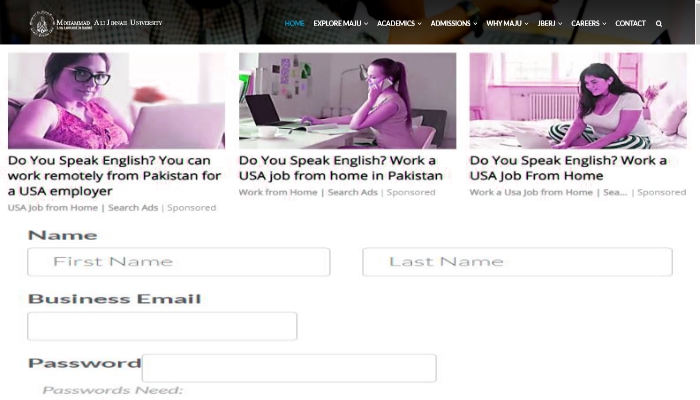 Mohammad Ali Jinnah University
HOME EXPLORE MAJU ACADEMICS ADMISSIONS WHY MAJU JBERJ CAREERS CONTACT
Do You Speak English? You can
work remotely from Pakistan for
a USA employer
USA Job from Home | Search Ads | Sponsored
Do You Speak English? Work a
USA job from home in Pakistan
Work from Home | Search Ads | Sponsored
Do You Speak English? Work a
USA Job From Home
Work a Usa Job from Home | Sea... | Sponsored
Name
First Name Last Name
Business Email
Password
Passwords Need: